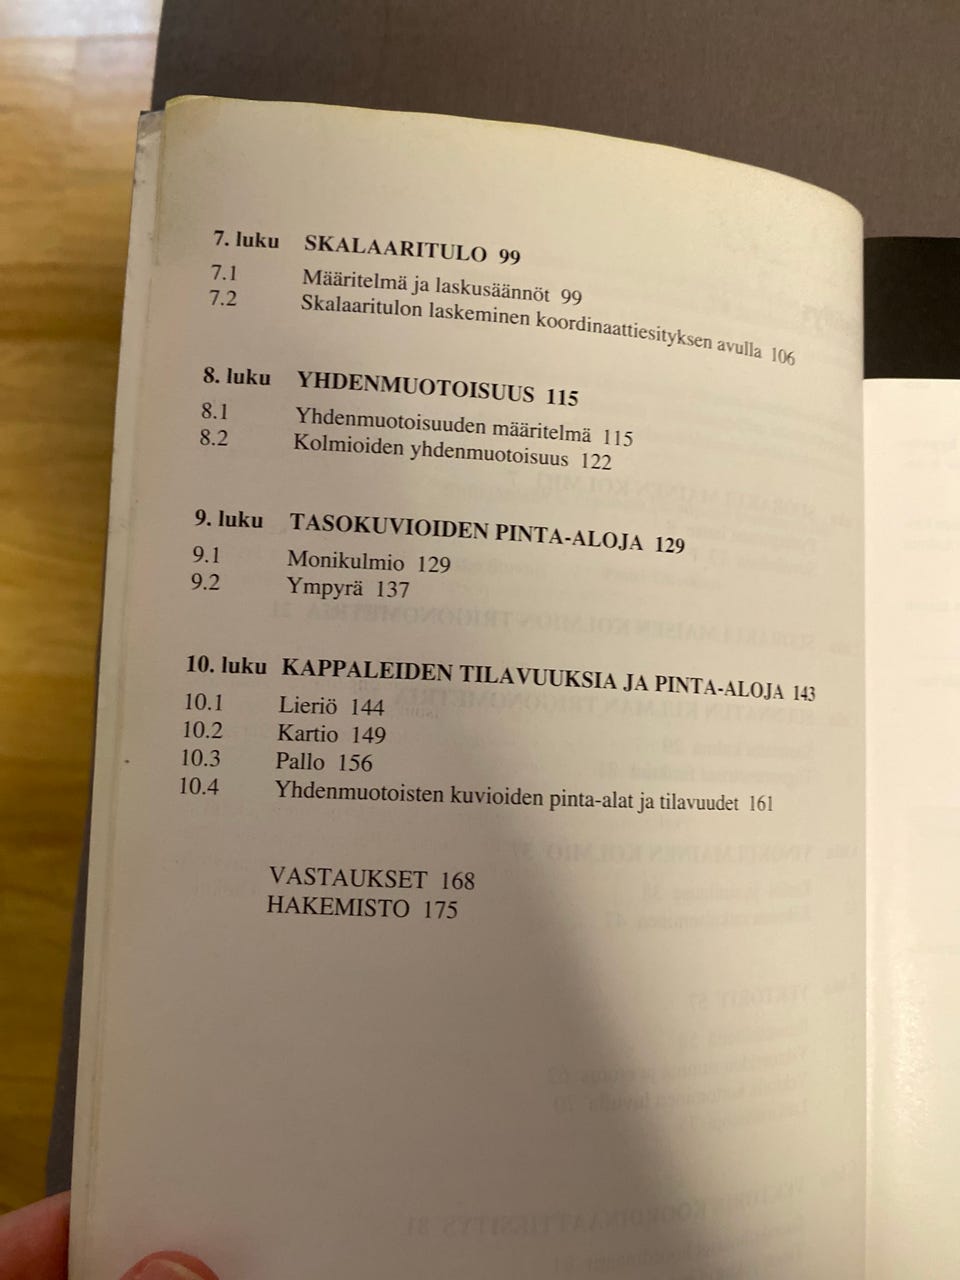 7. luku SKALAARITULO 99
7.1 Määritelmä ja laskusäännöt 99
7.2 Skalaaritulon laskeminen koordinaattiesityksen avulla 106
8. luku YHDENMUOTOISUUS 115
8.1 Yhdenmuotoisuuden määritelmä 115
8.2 Kolmioiden yhdenmuotoisuus 122
9. luku TASOKUVIOIDEN PINTA-ALOJA 129
9.1 Monikulmio 129
9.2 Ympyrä 137
10. luku KAPPALEIDEN TILAVUUKSIA JA PINTA-ALOJA 143
10.1 Lieriö 144
10.2 Kartio 149
10.3 Pallo 156
10.4 Yhdenmuotoisten kuvioiden pinta-alat ja tilavuudet 161
VASTAUKSET 168
HAKEMISTO 175